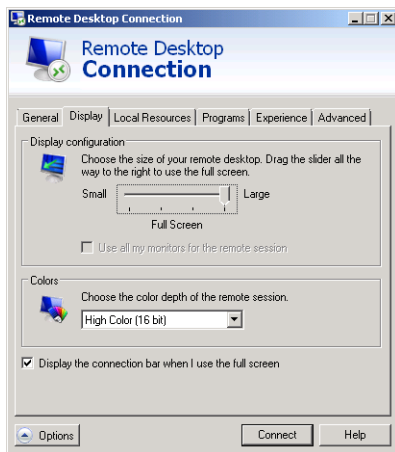 Remote Desktop Connection
Remote Desktop
Connection
General Display Local Resources Programs Experience Advanced
Display configuration
Choose the size of your remote desktop. Drag the slider all the
way to the right to use the full screen.
Small Large
Full Screen
Use all my monitors for the remote session
Colors
Choose the color depth of the remote session.
High Color (16 bit)
Display the connection bar when I use the full screen
Options Connect Help